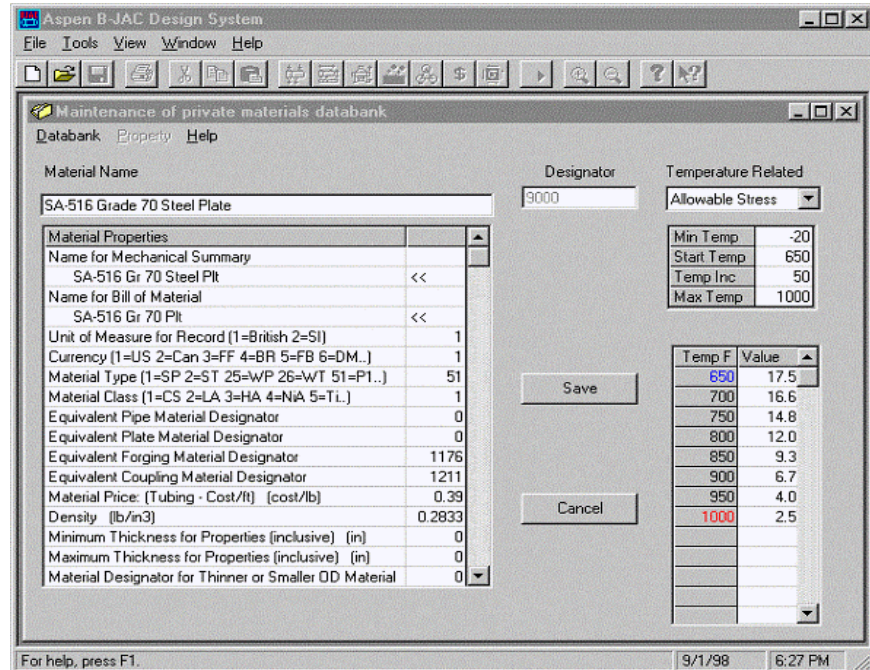 Aspen B-JAC Design System
File Tools View Window Help
Maintenance of private materials databank
Databank Property Help
Material Name
Designator
Temperature Related
SA-516 Grade 70 Steel Plate
9000
Allowable Stress
Material Properties
Name for Mechanical Summary
SA-516 Gr 70 Steel Plt <<
Name for Bill of Material
SA-516 Gr 70 Plt <<
Unit of Measure for Record (1=British 2=SI) 1
Currency (1=US 2=Can 3=FF 4=BR 5=FB 6=DM..) 1
Material Type (1=SP 2=ST 25=WP 26=WT 51=P1..) 51
Material Class (1=CS 2=LA 3=HA 4=NiA 5=Ti..) 1
Equivalent Pipe Material Designator 0
Equivalent Plate Material Designator 0
Equivalent Forging Material Designator 1176
Equivalent Coupling Material Designator 1211
Material Price: (Tubing - Cost/ft) (cost/lb) 0.39
Density (lb/in3) 0.2833
Minimum Thickness for Properties (inclusive) (in) 0
Maximum Thickness for Properties (inclusive) (in) 0
Material Designator for Thinner or Smaller OD Material 0
Save
Cancel
Min Temp -20
Start Temp 650
Temp Inc 50
Max Temp 1000
Temp F Value
650 17.5
700 16.6
750 14.8
800 12.0
850 9.3
900 6.7
950 4.0
1000 2.5
For help, press F1.
9/1/98 6:27 PM